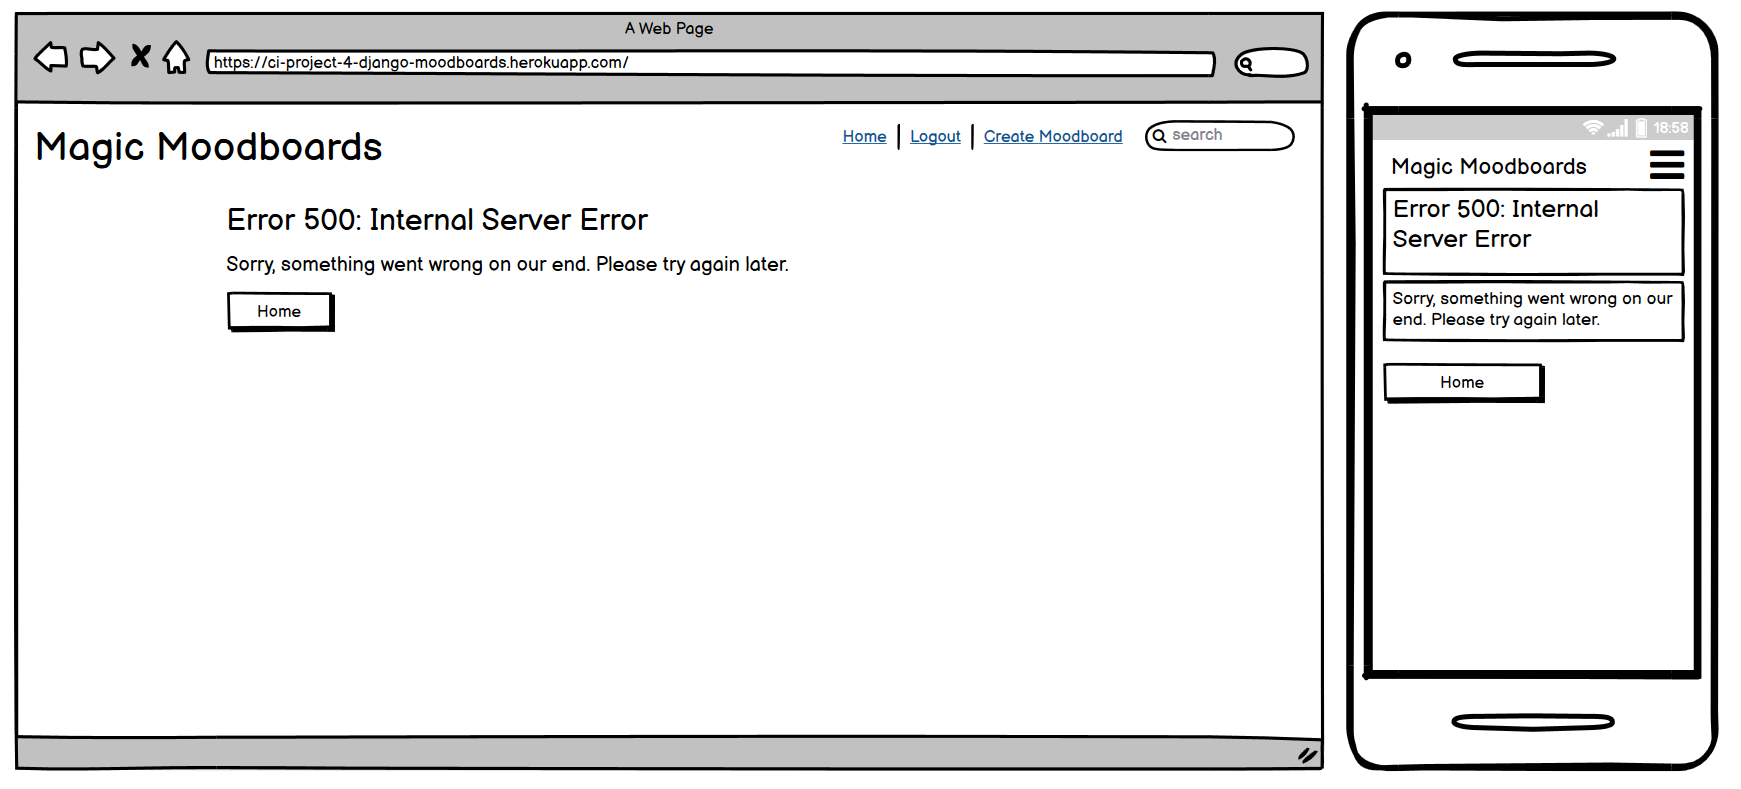 A Web Page
https://ci-project-4-django-moodboards.herokuapp.com/
Magic Moodboards
Home | Logout | Create Moodboard
search
Error 500: Internal Server Error
Sorry, something went wrong on our end. Please try again later.
Home
18:58
Magic Moodboards
Error 500: Internal
Server Error
Sorry, something went wrong on our
end. Please try again later.
Home